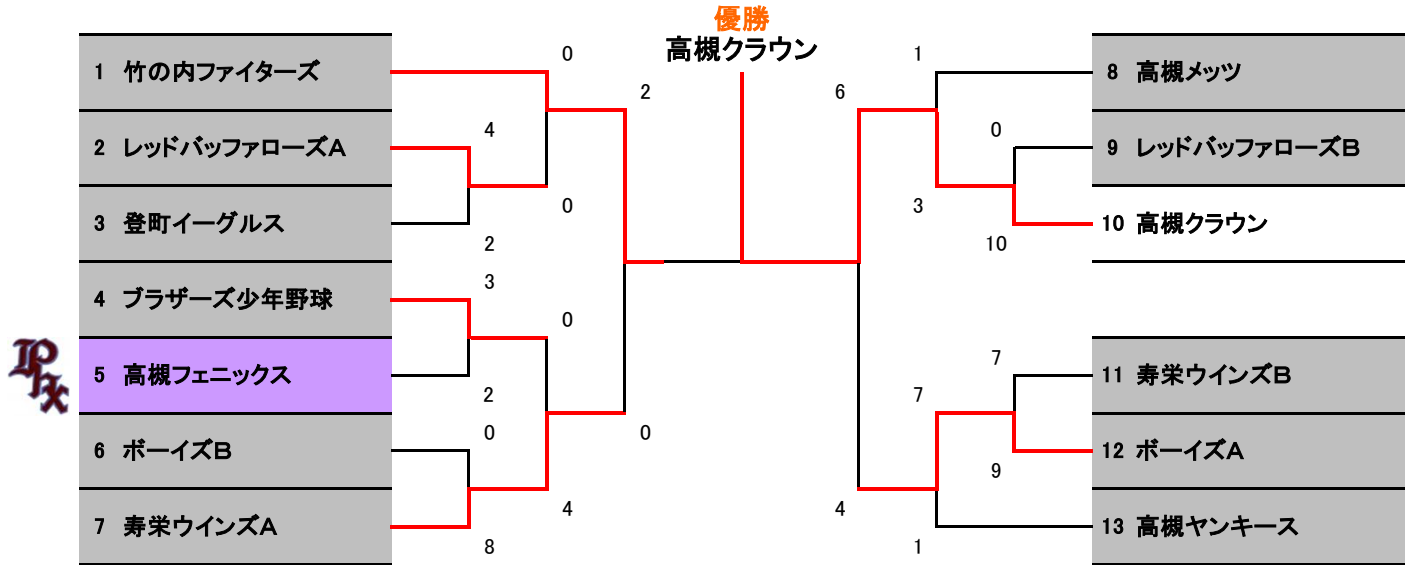 優勝
高槻クラウン
1 竹の内ファイターズ
2 レッドバッファローズA
3 登町イーグルス
4 ブラザーズ少年野球
Phx
5 高槻フェニックス
6 ボーイズB
7 寿栄ウインズA
0
4
2
0
2
3
0
2
0
0
4
8
1
6
0
3
10
7
7
9
4
1
8 高槻メッツ
9 レッドバッファローズB
10 高槻クラウン
11 寿栄ウインズB
12 ボーイズA
13 高槻ヤンキース